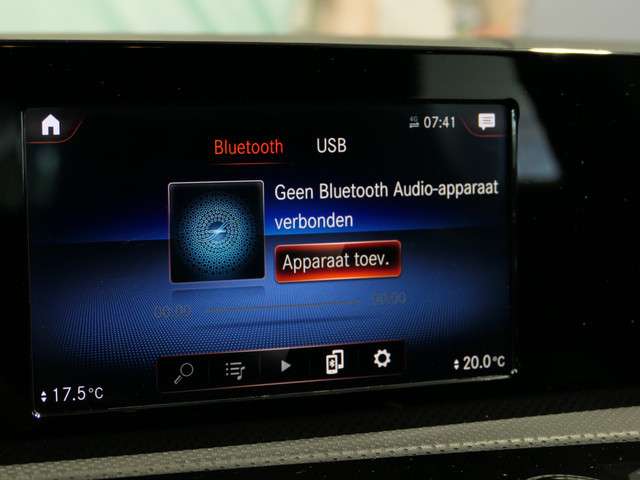 4G 07:41
Bluetooth USB
Geen Bluetooth Audio-apparaat
verbonden
Apparaat toev.
00:00 00:00
17.5°C 20.0°C